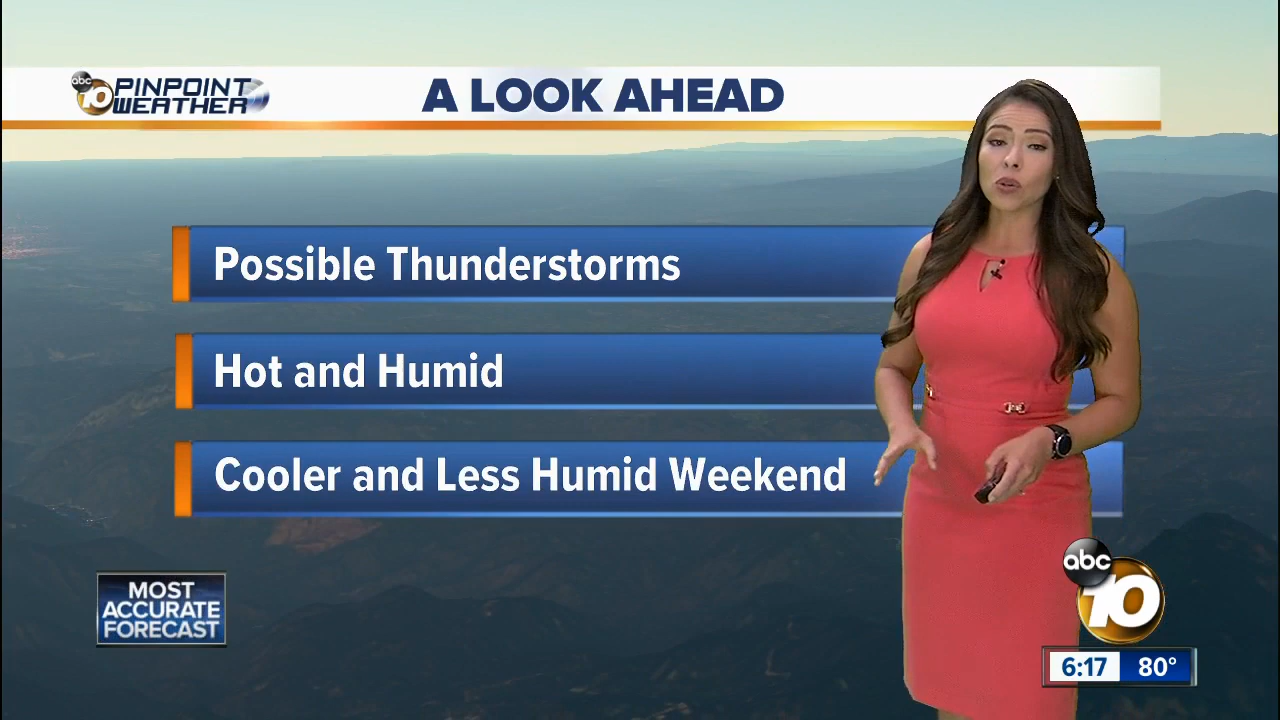 abc
10
PINPOINT
WEATHER
A LOOK AHEAD
Possible Thunderstorms
Hot and Humid
Cooler and Less Humid Weekend
MOST
ACCURATE
FORECAST
abc
10
6:17 80°